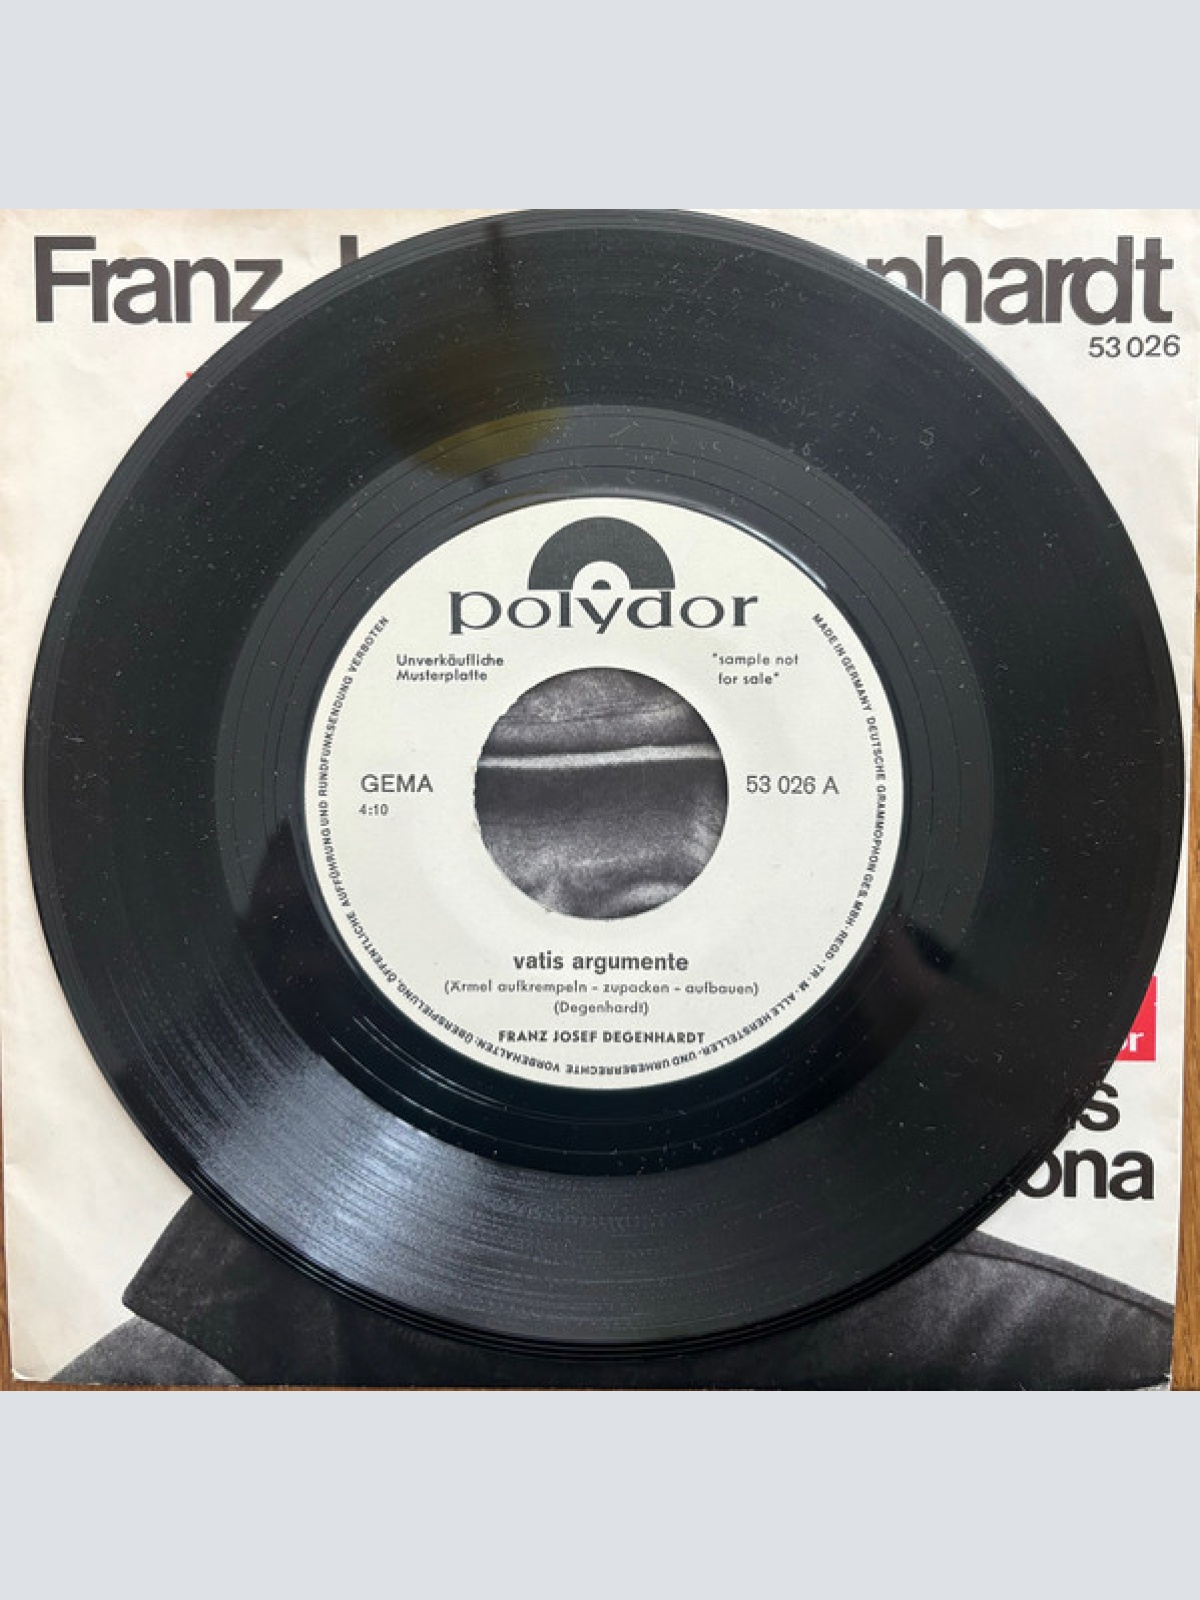 Franz
nhardt
53 026
polydor
Unverkäufliche
Musterplatte
"sample not
for sale"
GEMA
4:10
53 026 A
vatis argumente
(Ärmel aufkrempeln - zupacken - aufbauen)
(Degenhardt)
FRANZ JOSEF DEGENHARDT
MADE IN GERMANY DEUTSCHE GRAMMOPHON GES. MBH · REGD · TR · M · ALLE HERSTELLER- UND URHEBERRECHTE VORBEHALTEN: ÜBERSPIELUNG, ÖFFENTLICHE AUFFÜHRUNG UND RUNDFUNKSENDUNG VERBOTEN
or
is
ona